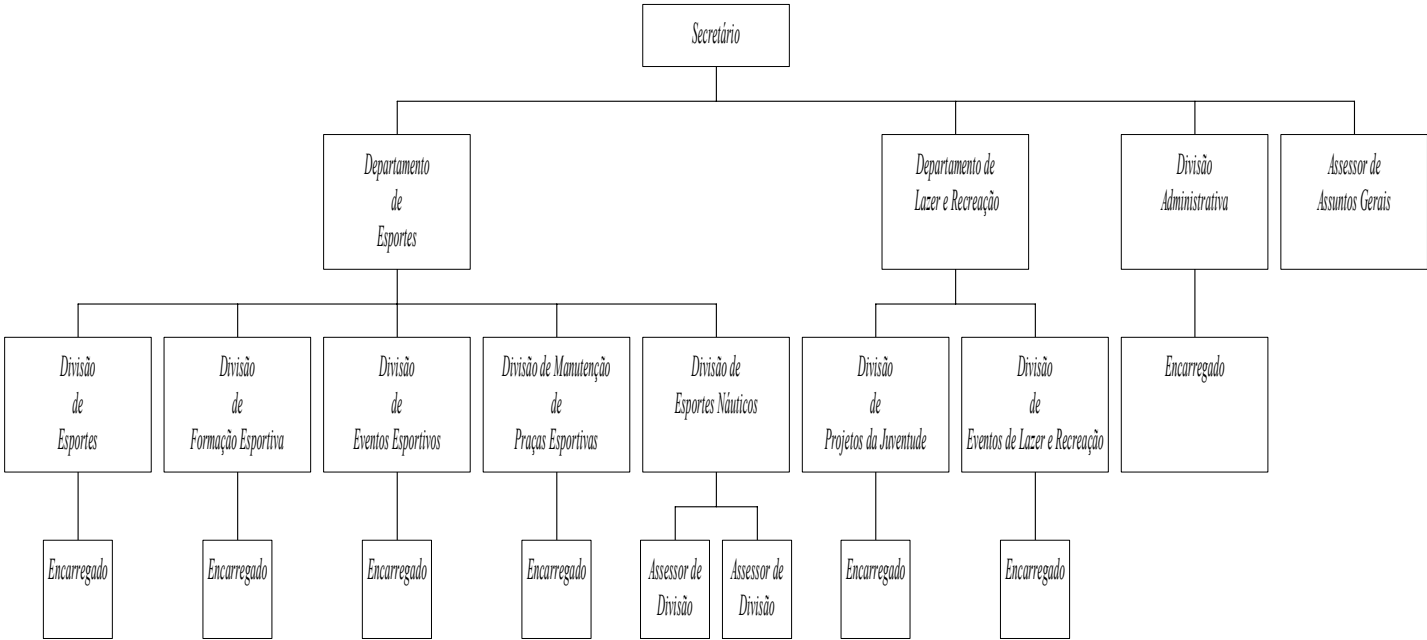 Secretário
Departamento
de
Esportes
Departamento de
Lazer e Recreação
Divisão
Administrativa
Assessor de
Assuntos Gerais
Divisão
de
Esportes
Divisão
de
Formação Esportiva
Divisão
de
Eventos Esportivos
Divisão de Manutenção
de
Praças Esportivas
Divisão de
Esportes Náuticos
Divisão
de
Projetos da Juventude
Divisão
de
Eventos de Lazer e Recreação
Encarregado
Encarregado
Encarregado
Encarregado
Encarregado
Assessor de
Divisão
Assessor de
Divisão
Encarregado
Encarregado